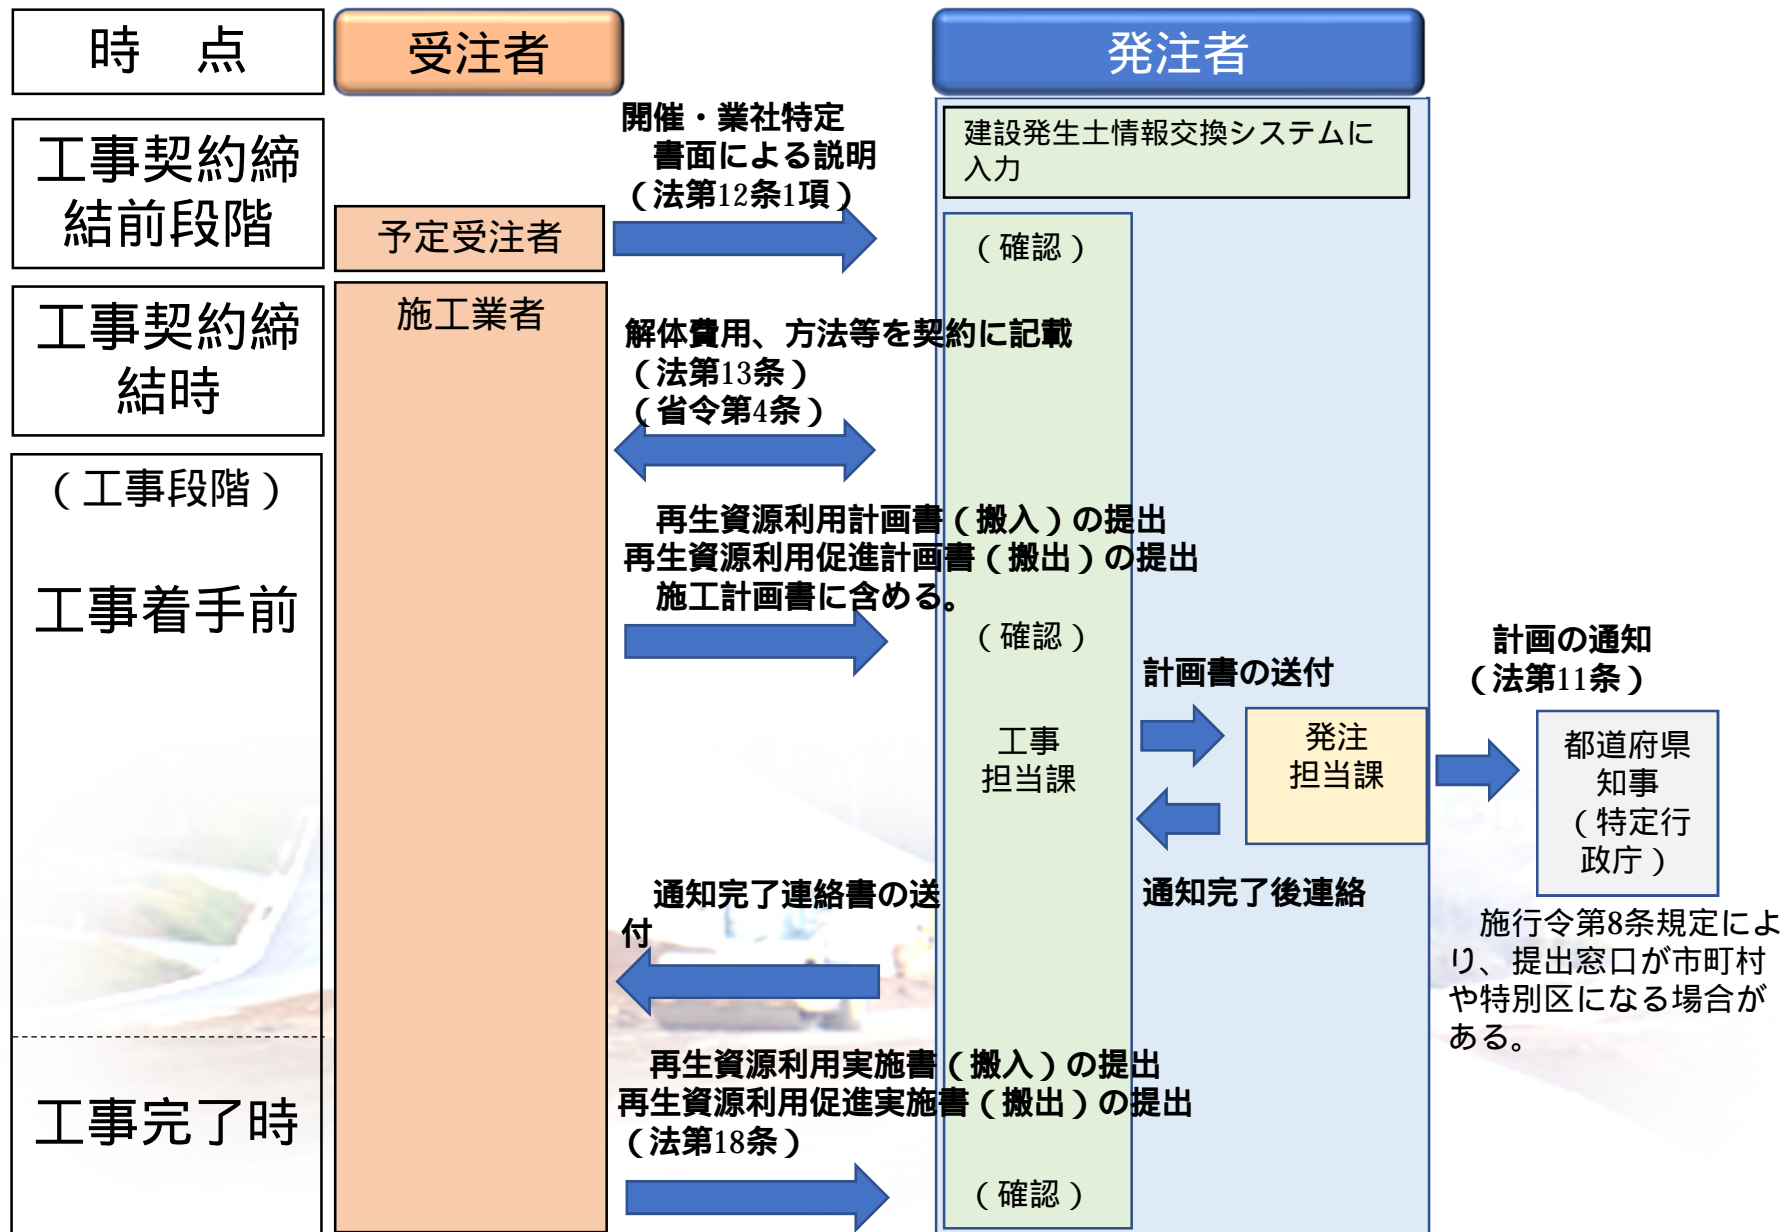 時　点
受注者
発注者
工事契約締
結前段階
開催・業社特定
書面による説明
（法第12条1項）
予定受注者
建設発生土情報交換システムに
入力
（確認）
工事契約締
結時
施工業者
解体費用、方法等を契約に記載
（法第13条）
（省令第4条）
（工事段階）
工事着手前
再生資源利用計画書（搬入）の提出
再生資源利用促進計画書（搬出）の提出
施工計画書に含める。
（確認）
計画書の送付
計画の通知
（法第11条）
工事
担当課
発注
担当課
都道府県
知事
（特定行
政庁）
通知完了後連絡
通知完了連絡書の送
付
施行令第8条規定によ
り、提出窓口が市町村
や特別区になる場合が
ある。
工事完了時
再生資源利用実施書（搬入）の提出
再生資源利用促進実施書（搬出）の提出
（法第18条）
（確認）